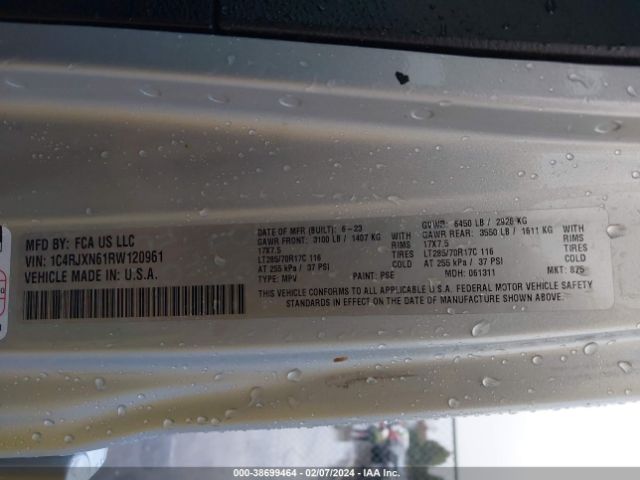 MFD BY: FCA US LLC
VIN: 1C4RJXN61RW120961
VEHICLE MADE IN: U.S.A.
DATE OF MFR (BUILT): 6-23 GVWR: 6450 LB / 2926 KG
GAWR FRONT: 3100 LB / 1407 KG WITH GAWR REAR: 3550 LB / 1611 KG WITH
17X7.5 RIMS 17X7.5 RIMS
LT285/70R17C 116 TIRES LT285/70R17C 116 TIRES
AT 255 kPa / 37 PSI COLD AT 255 kPa / 37 PSI COLD
TYPE: MPV PAINT: PSE MDH: 061311 MKT: 875
THIS VEHICLE CONFORMS TO ALL APPLICABLE U.S.A. FEDERAL MOTOR VEHICLE SAFETY
STANDARDS IN EFFECT ON THE DATE OF MANUFACTURE SHOWN ABOVE.
000-38699464 - 02/07/2024 - IAA Inc.